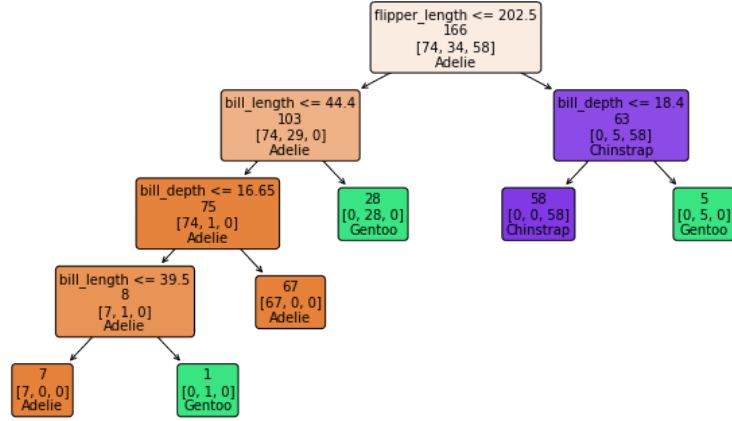 flipper_length <= 202.5
166
[74, 34, 58]
Adelie
bill_length <= 44.4
103
[74, 29, 0]
Adelie
bill_depth <= 18.4
63
[0, 5, 58]
Chinstrap
bill_depth <= 16.65
75
[74, 1, 0]
Adelie
28
[0, 28, 0]
Gentoo
58
[0, 0, 58]
Chinstrap
5
[0, 5, 0]
Gentoo
bill_length <= 39.5
8
[7, 1, 0]
Adelie
67
[67, 0, 0]
Adelie
7
[7, 0, 0]
Adelie
1
[0, 1, 0]
Gentoo